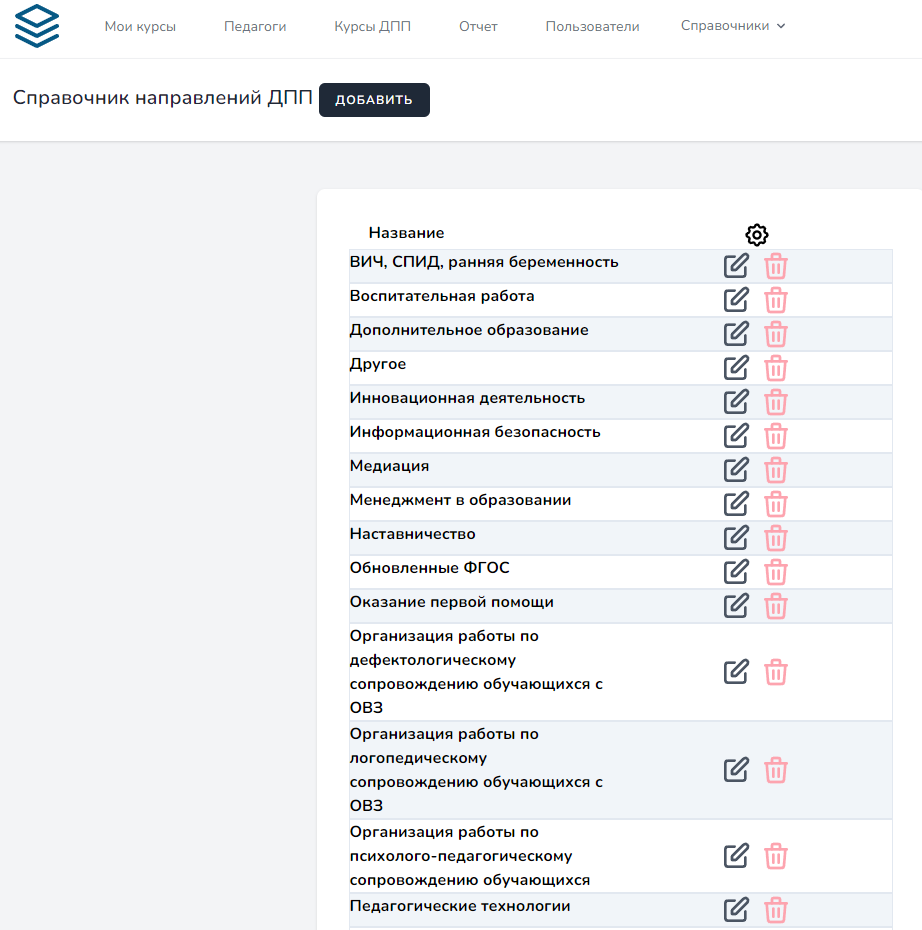 Мои курсы Педагоги Курсы ДПП Отчет Пользователи Справочники
Справочник направлений ДПП ДОБАВИТЬ
Название
ВИЧ, СПИД, ранняя беременность
Воспитательная работа
Дополнительное образование
Другое
Инновационная деятельность
Информационная безопасность
Медиация
Менеджмент в образовании
Наставничество
Обновленные ФГОС
Оказание первой помощи
Организация работы по
дефектологическому
сопровождению обучающихся с
ОВЗ
Организация работы по
логопедическому
сопровождению обучающихся с
ОВЗ
Организация работы по
психолого-педагогическому
сопровождению обучающихся
Педагогические технологии